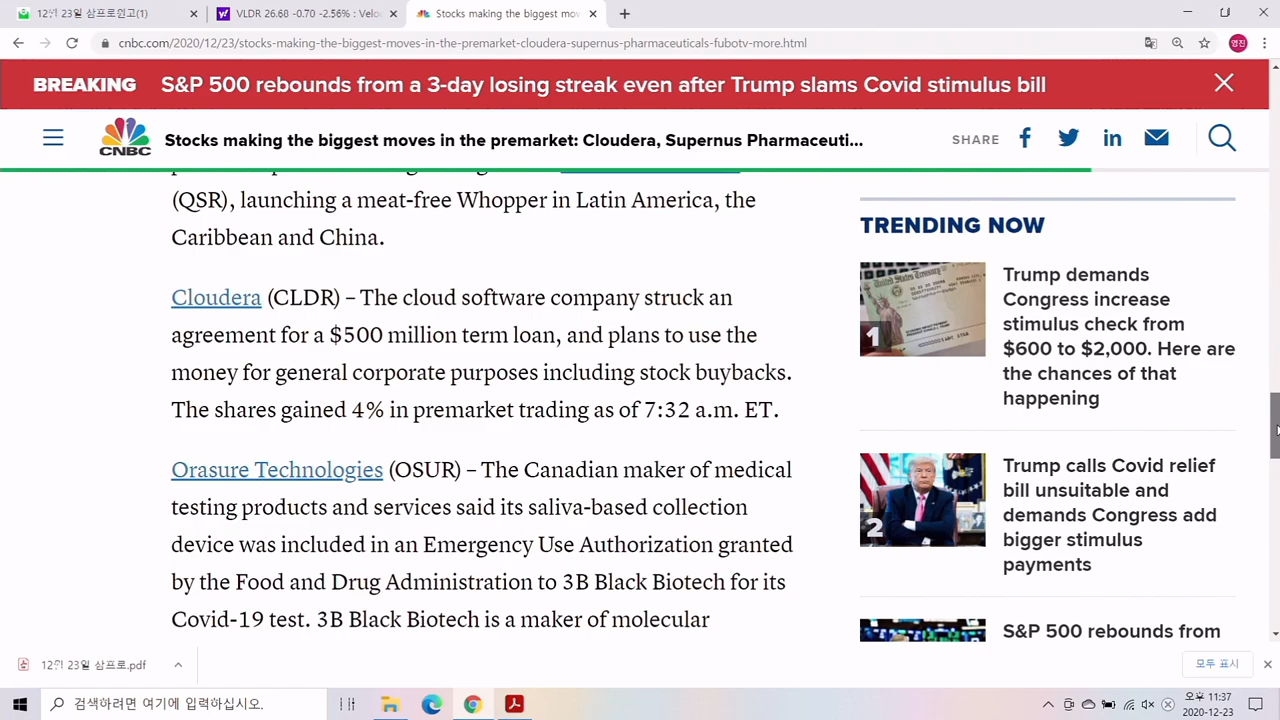 12월 23일 삼프로원고(1)
VLDR 26.68 -0.70 -2.56% : Velo
Stocks making the biggest mov
cnbc.com/2020/12/23/stocks-making-the-biggest-moves-in-the-premarket-cloudera-supernus-pharmaceuticals-fubotv-more.html
연진
BREAKING S&P 500 rebounds from a 3-day losing streak even after Trump slams Covid stimulus bill
CNBC
Stocks making the biggest moves in the premarket: Cloudera, Supernus Pharmaceuti...
SHARE
(QSR), launching a meat-free Whopper in Latin America, the
Caribbean and China.
Cloudera (CLDR) – The cloud software company struck an
agreement for a $500 million term loan, and plans to use the
money for general corporate purposes including stock buybacks.
The shares gained 4% in premarket trading as of 7:32 a.m. ET.
Orasure Technologies (OSUR) – The Canadian maker of medical
testing products and services said its saliva-based collection
device was included in an Emergency Use Authorization granted
by the Food and Drug Administration to 3B Black Biotech for its
Covid-19 test. 3B Black Biotech is a maker of molecular
TRENDING NOW
1
Trump demands
Congress increase
stimulus check from
$600 to $2,000. Here are
the chances of that
happening
2
Trump calls Covid relief
bill unsuitable and
demands Congress add
bigger stimulus
payments
S&P 500 rebounds from
12월 23일 삼프로.pdf
모두 표시
검색하려면 여기에 입력하십시오.
오후 11:37
2020-12-23